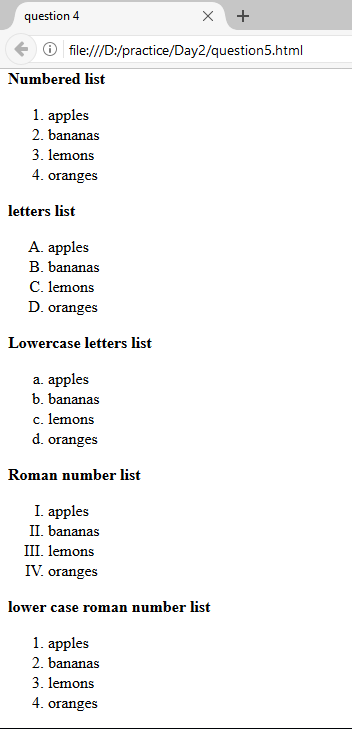 question 4
file:///D:/practice/Day2/question5.html
Numbered list
1. apples
2. bananas
3. lemons
4. oranges
letters list
A. apples
B. bananas
C. lemons
D. oranges
Lowercase letters list
a. apples
b. bananas
c. lemons
d. oranges
Roman number list
I. apples
II. bananas
III. lemons
IV. oranges
lower case roman number list
1. apples
2. bananas
3. lemons
4. oranges